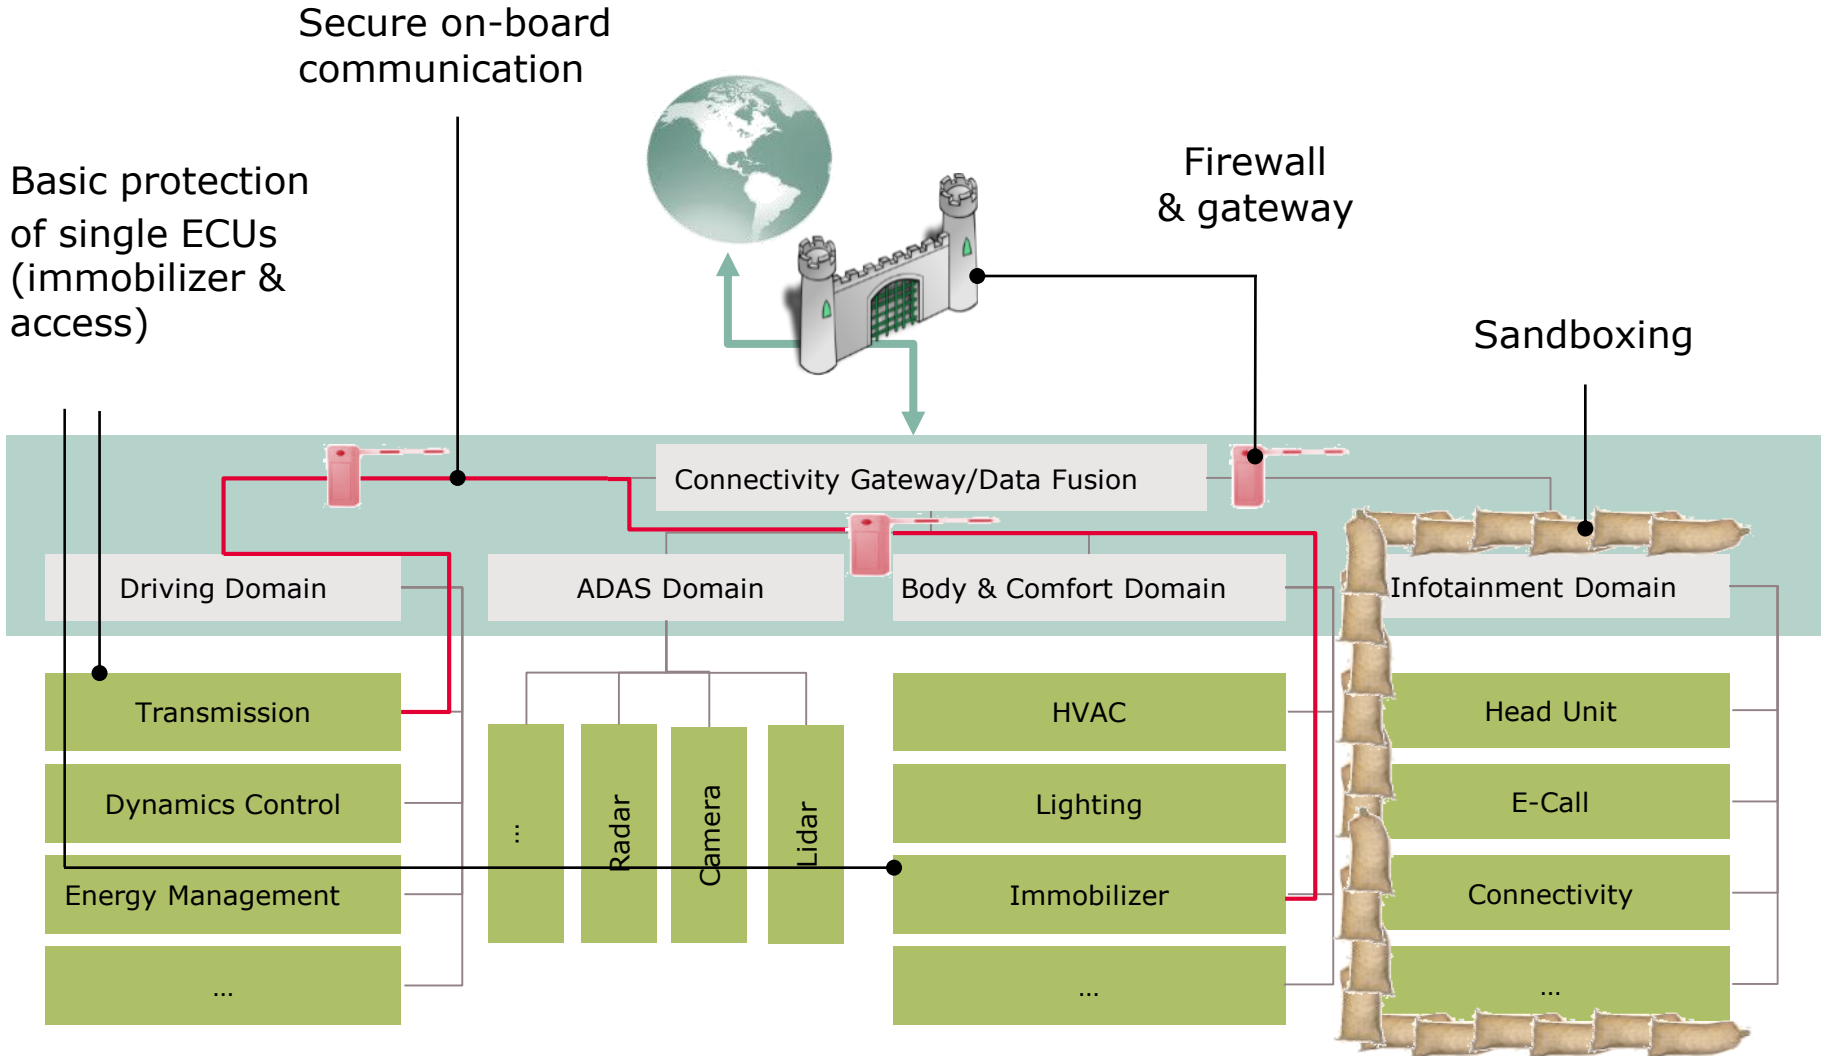 Secure on-board
communication
Basic protection
of single ECUs
(immobilizer &
access)
Firewall
& gateway
Sandboxing
Connectivity Gateway/Data Fusion
Driving Domain
ADAS Domain
Body & Comfort Domain
Infotainment Domain
Transmission
Dynamics Control
Energy Management
...
...
Radar
Camera
Lidar
HVAC
Lighting
Immobilizer
...
Head Unit
E-Call
Connectivity
...